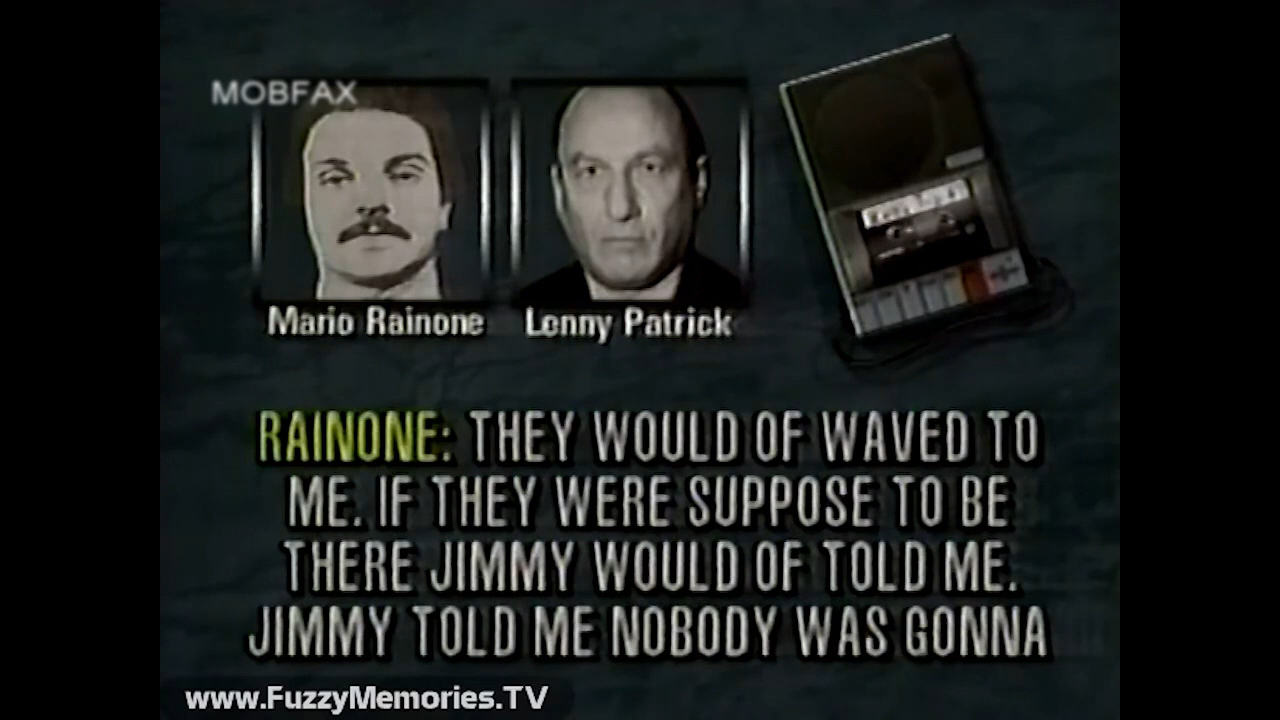 MOBFAX
Mario Rainone
Lenny Patrick
RAINONE: THEY WOULD OF WAVED TO
ME. IF THEY WERE SUPPOSE TO BE
THERE JIMMY WOULD OF TOLD ME.
JIMMY TOLD ME NOBODY WAS GONNA
www.FuzzyMemories.TV